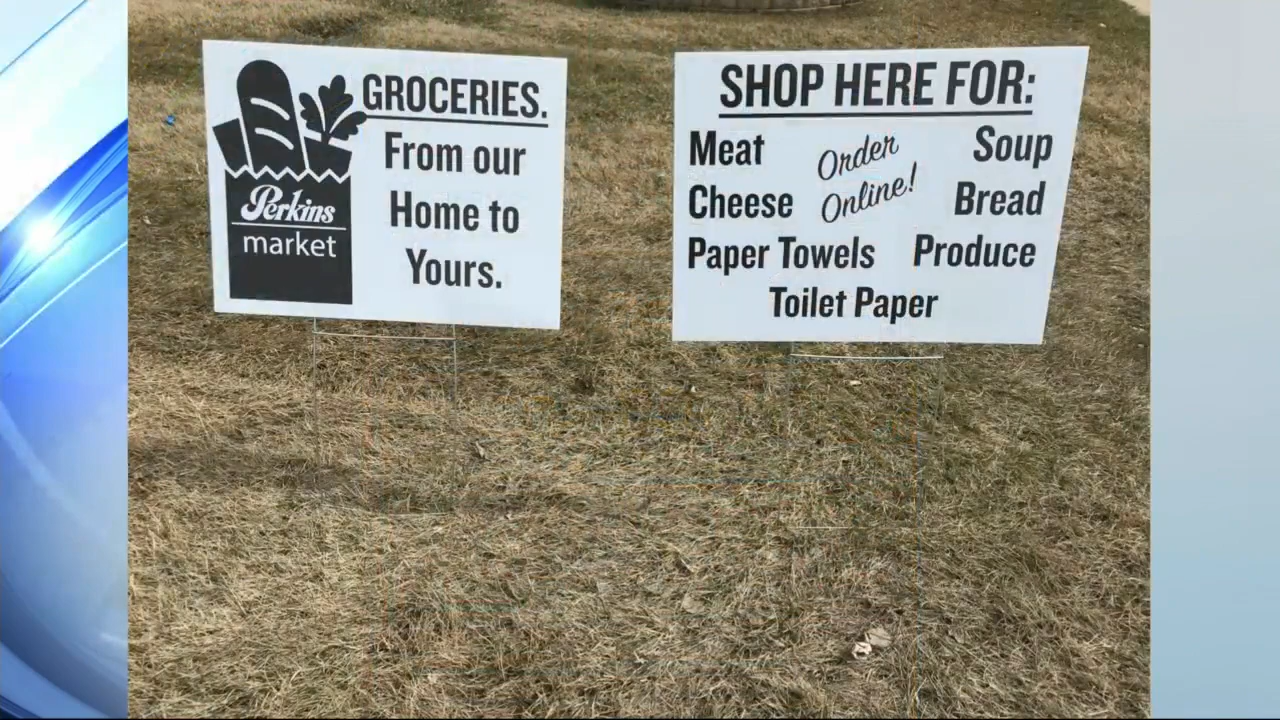 GROCERIES.
From our
Home to
Yours.
Perkins
market
SHOP HERE FOR:
Meat
Cheese
Paper Towels
Order
Online!
Soup
Bread
Produce
Toilet Paper